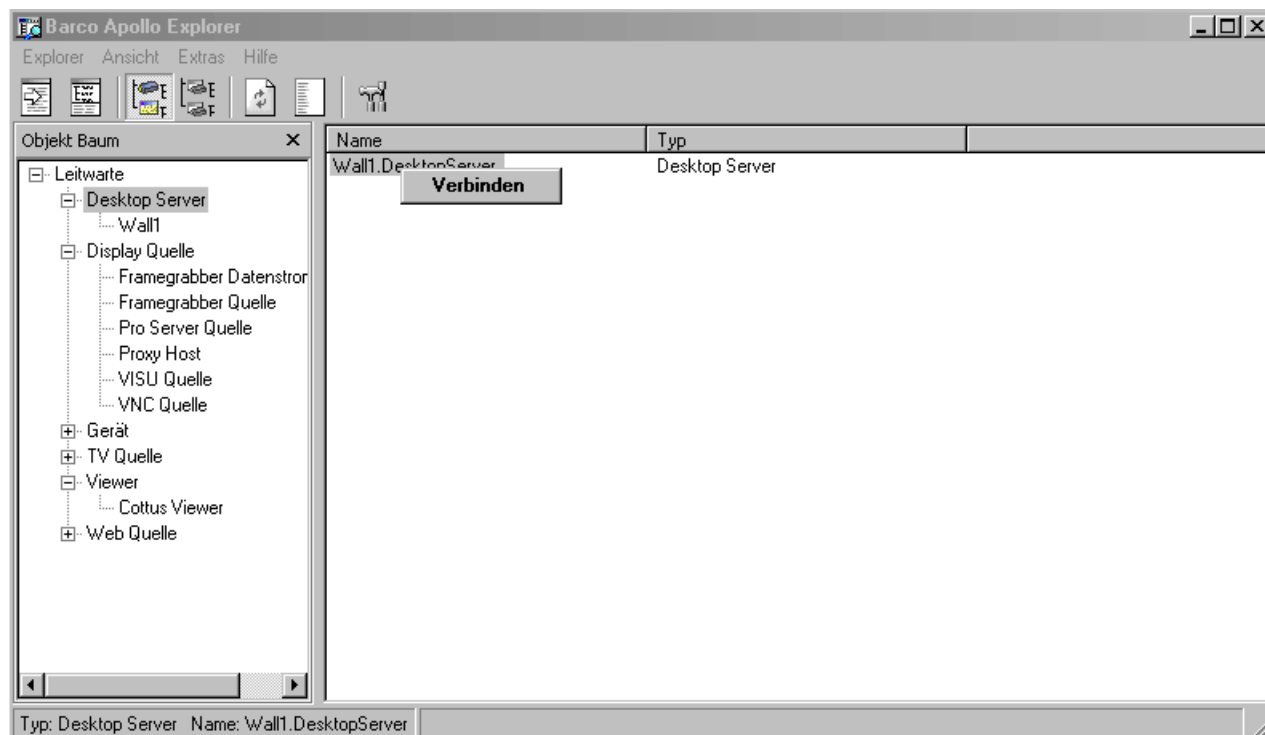 Barco Apollo Explorer
Explorer Ansicht Extras Hilfe
Objekt Baum
Leitwarte
Desktop Server
Wall1
Display Quelle
Framegrabber Datenstror
Framegrabber Quelle
Pro Server Quelle
Proxy Host
VISU Quelle
VNC Quelle
Gerät
TV Quelle
Viewer
Cottus Viewer
Web Quelle
Name Typ
Wall1.DesktopServer Desktop Server
Verbinden
Typ: Desktop Server Name: Wall1.DesktopServer